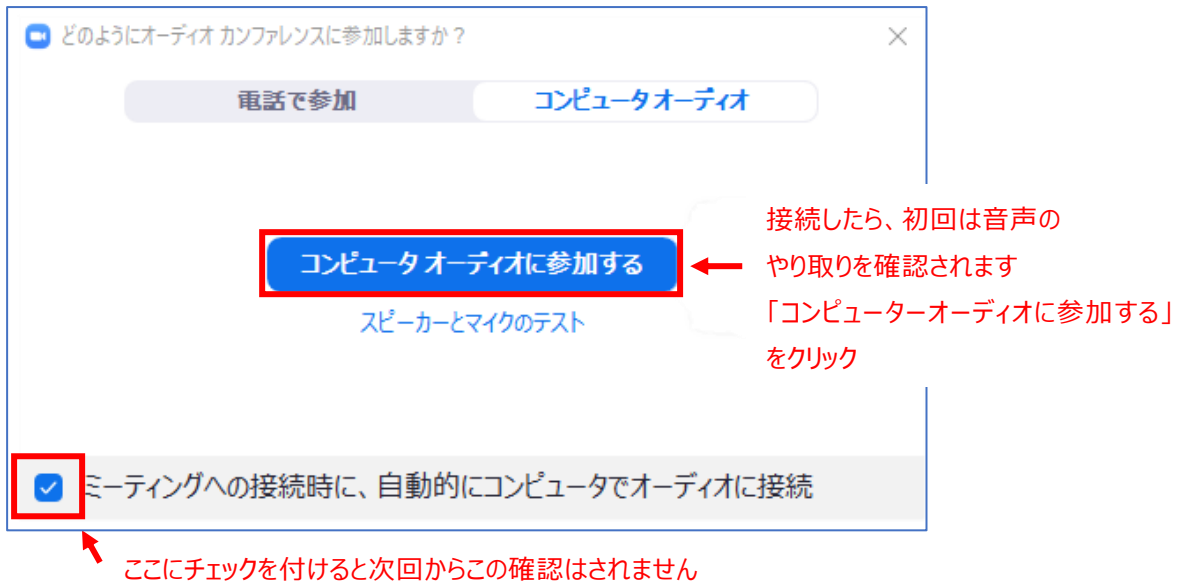 どのようにオーディオ カンファレンスに参加しますか？
電話で参加
コンピュータ オーディオ
接続したら、初回は音声の
コンピュータ オーディオに参加する
やり取りを確認されます
スピーカーとマイクのテスト
「コンピューターオーディオに参加する」
をクリック
ミーティングへの接続時に、自動的にコンピュータでオーディオに接続
ここにチェックを付けると次回からこの確認はされません